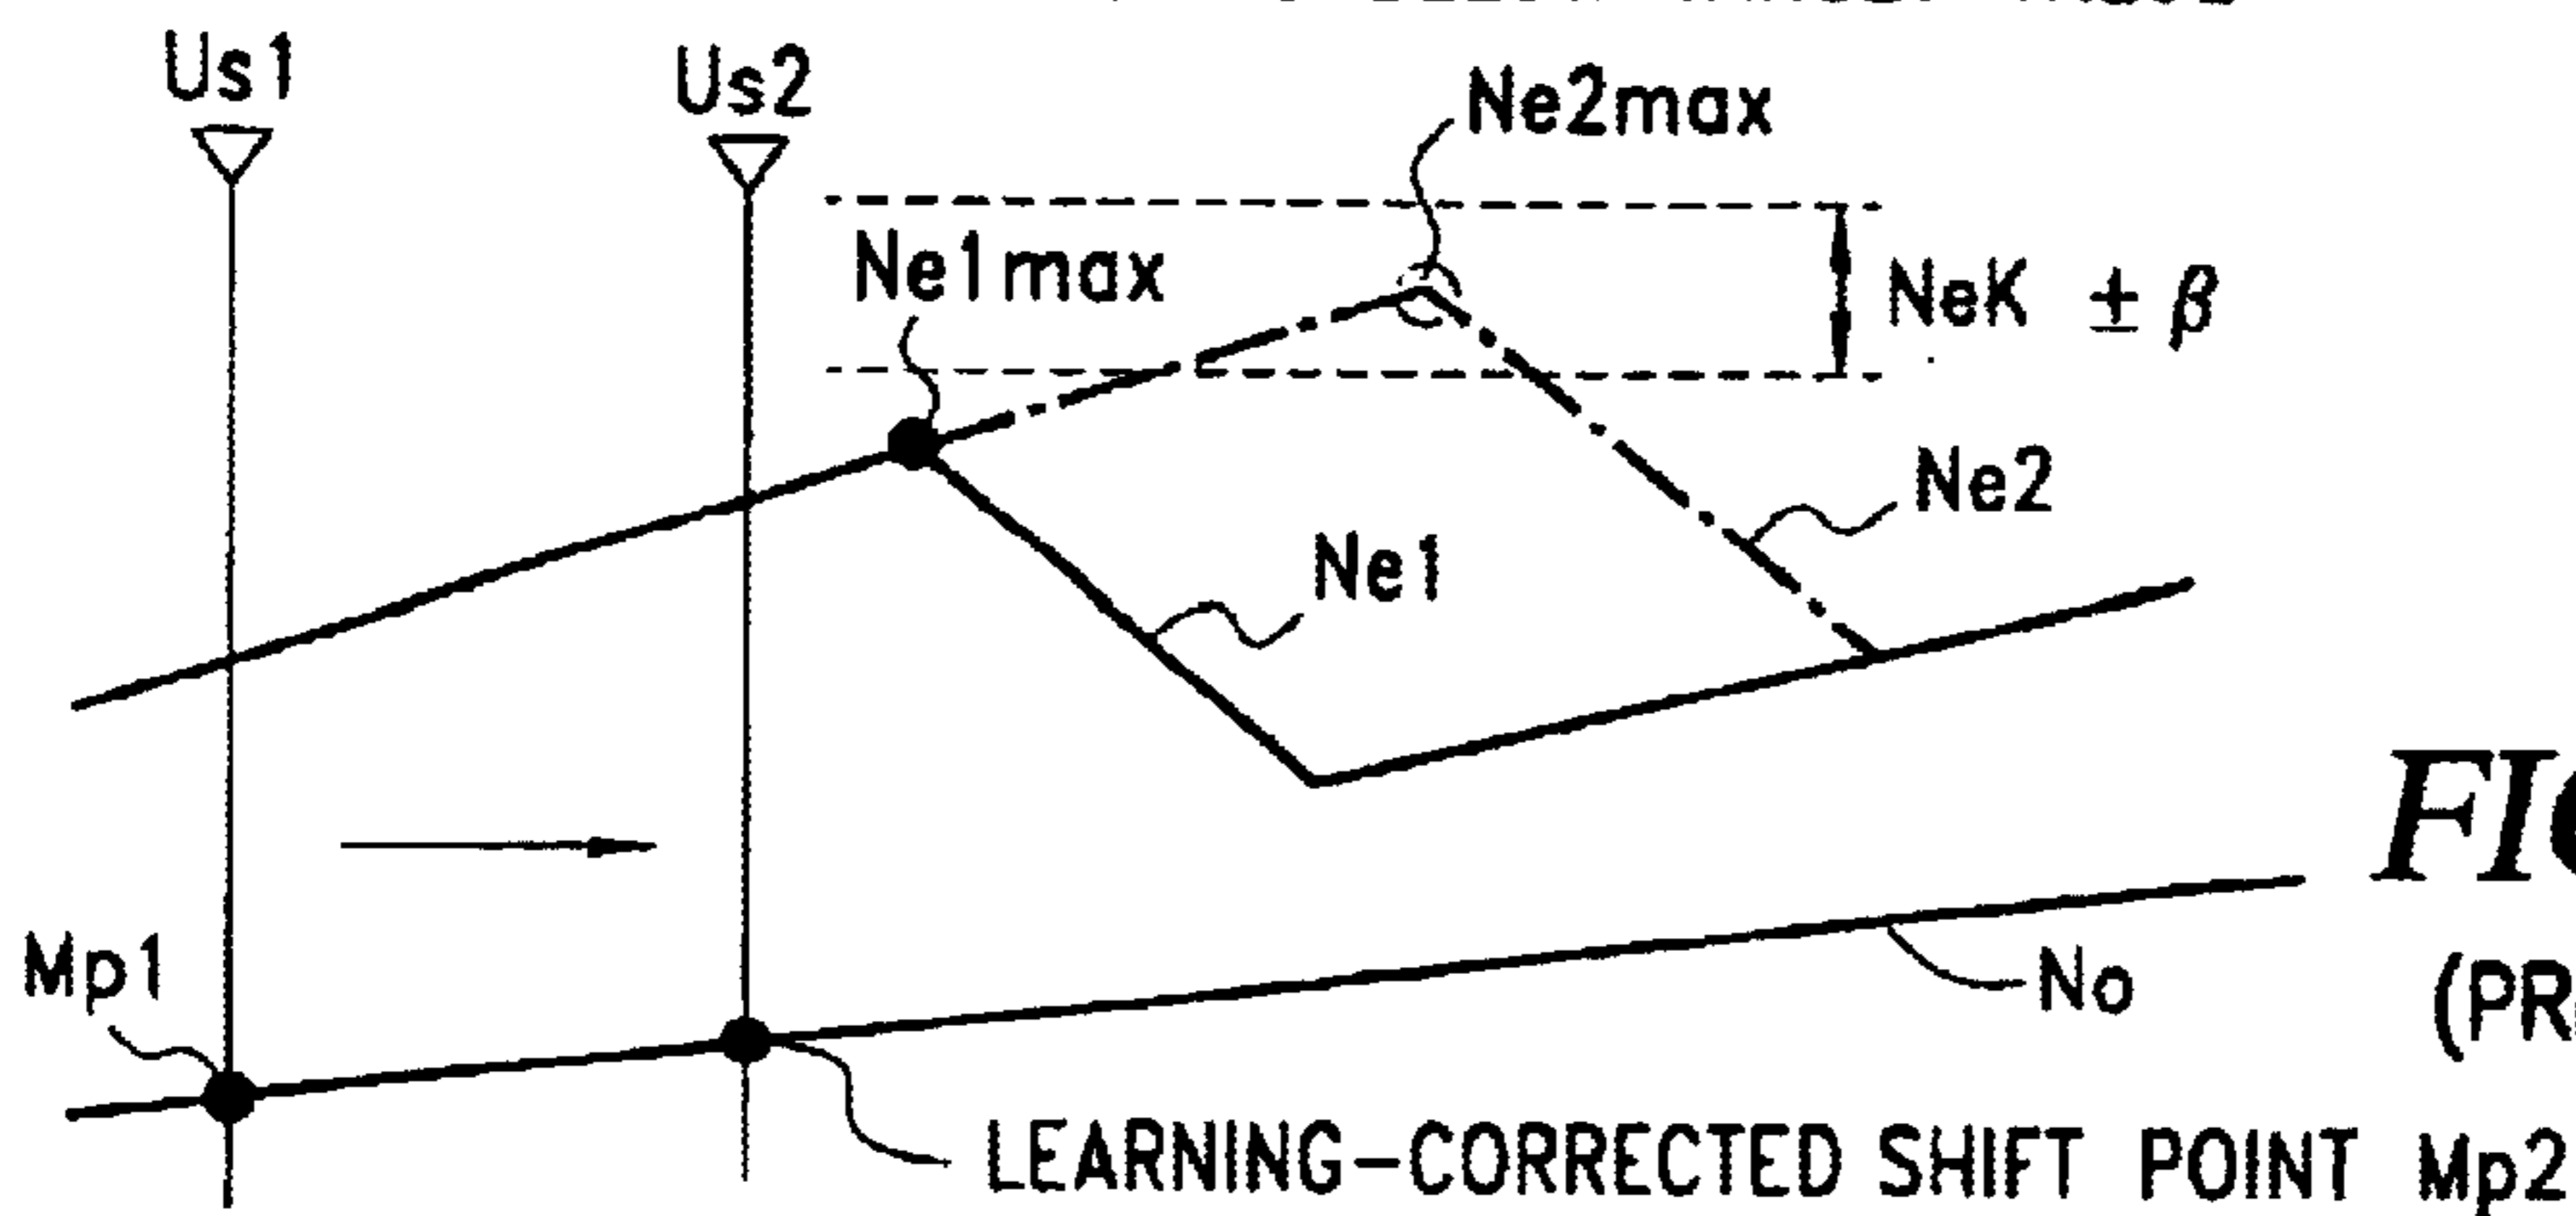 Us1
Us2
Ne2max
Ne1max
NeK ± β
Ne2
Ne1
Mp1
No
LEARNING-CORRECTED SHIFT POINT Mp2